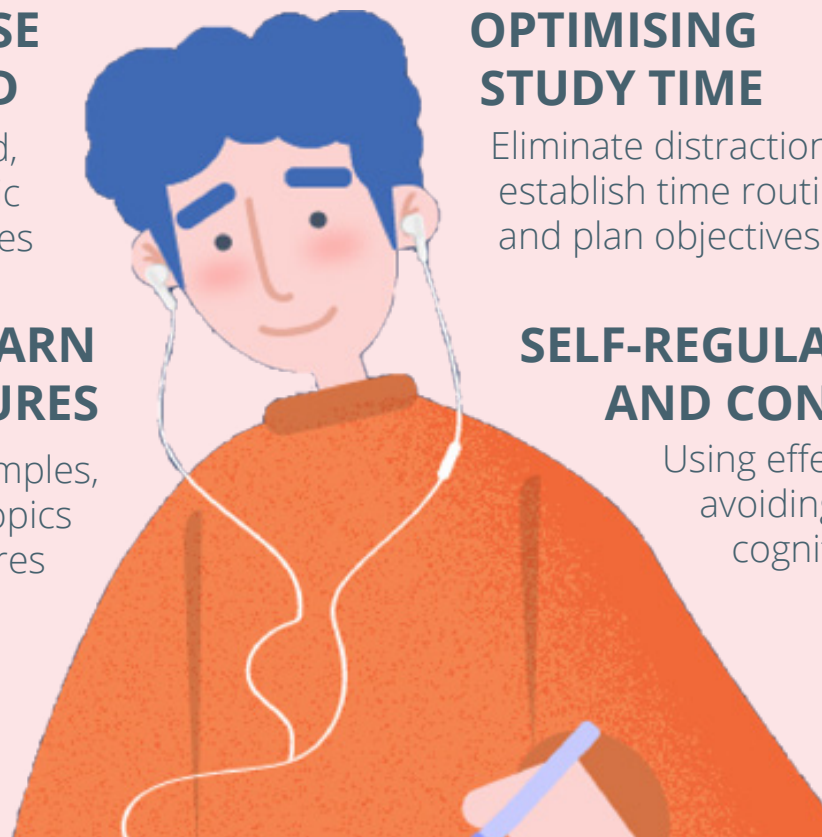 SE
D
d,
c
es
ARN
URES
mples,
opics
res
OPTIMISING
STUDY TIME
Eliminate distraction
establish time routi
and plan objectives
SELF-REGULA
AND CON
Using effe
avoiding
cognit